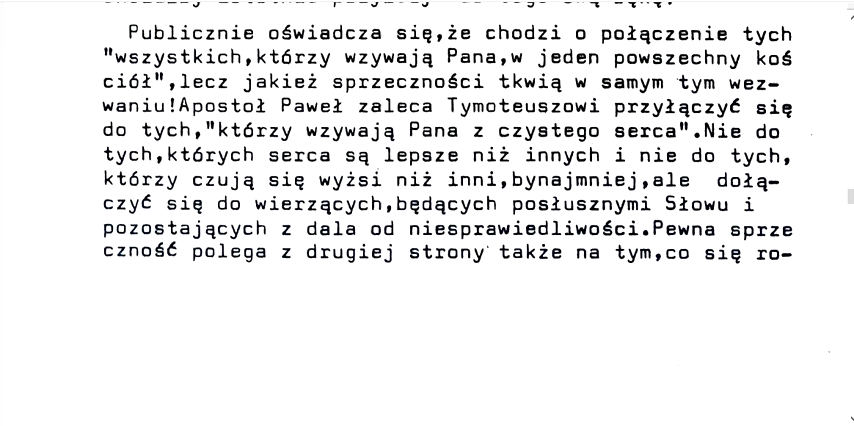 Publicznie oświadcza się,że chodzi o połączenie tych
"wszystkich,którzy wzywają Pana,w jeden powszechny koś
ciół",lecz jakież sprzeczności tkwią w samym tym wez-
waniu!Apostoł Paweł zaleca Tymoteuszowi przyłączyć się
do tych,"którzy wzywają Pana z czystego serca".Nie do
tych,których serca są lepsze niż innych i nie do tych,
którzy czują się wyżsi niż inni,bynajmniej,ale dołą-
czyć się do wierzących,będących posłusznymi Słowu i
pozostających z dala od niesprawiedliwości.Pewna sprze
czność polega z drugiej strony także na tym,co się ro-